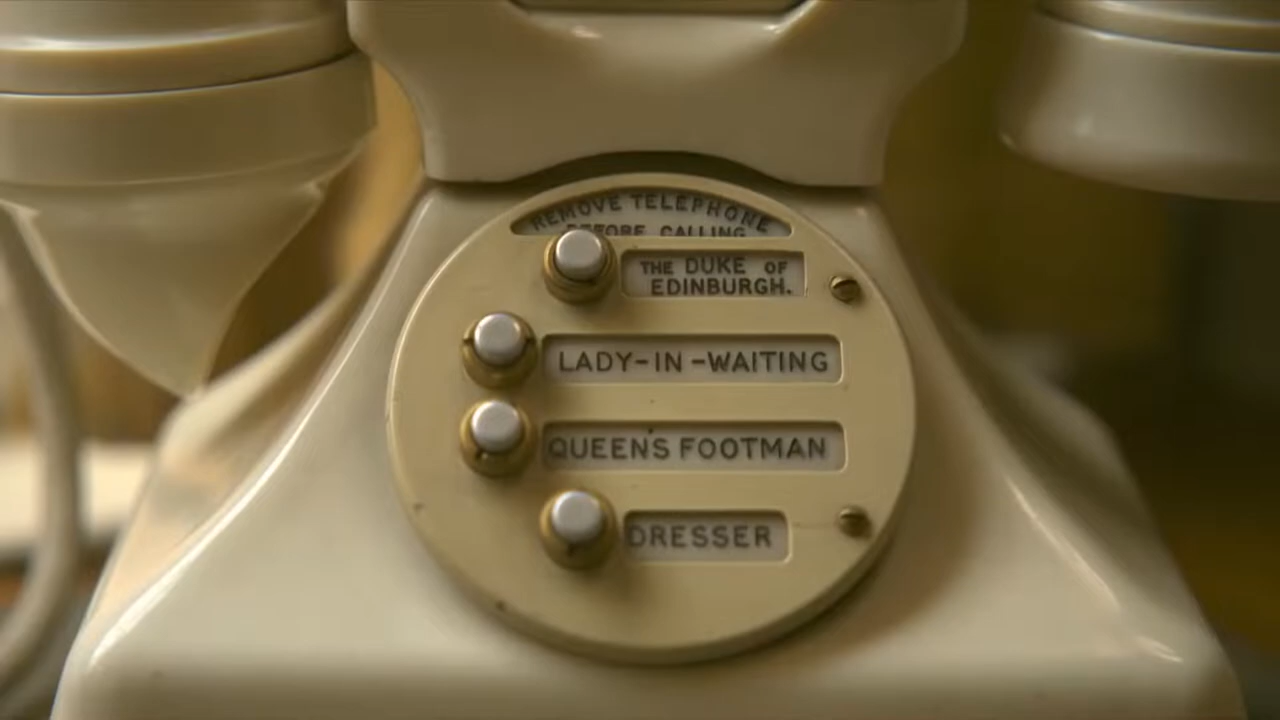 REMOVE TELEPHONE
BEFORE CALLING
THE DUKE OF
EDINBURGH.
LADY-IN-WAITING
QUEENS FOOTMAN
DRESSER